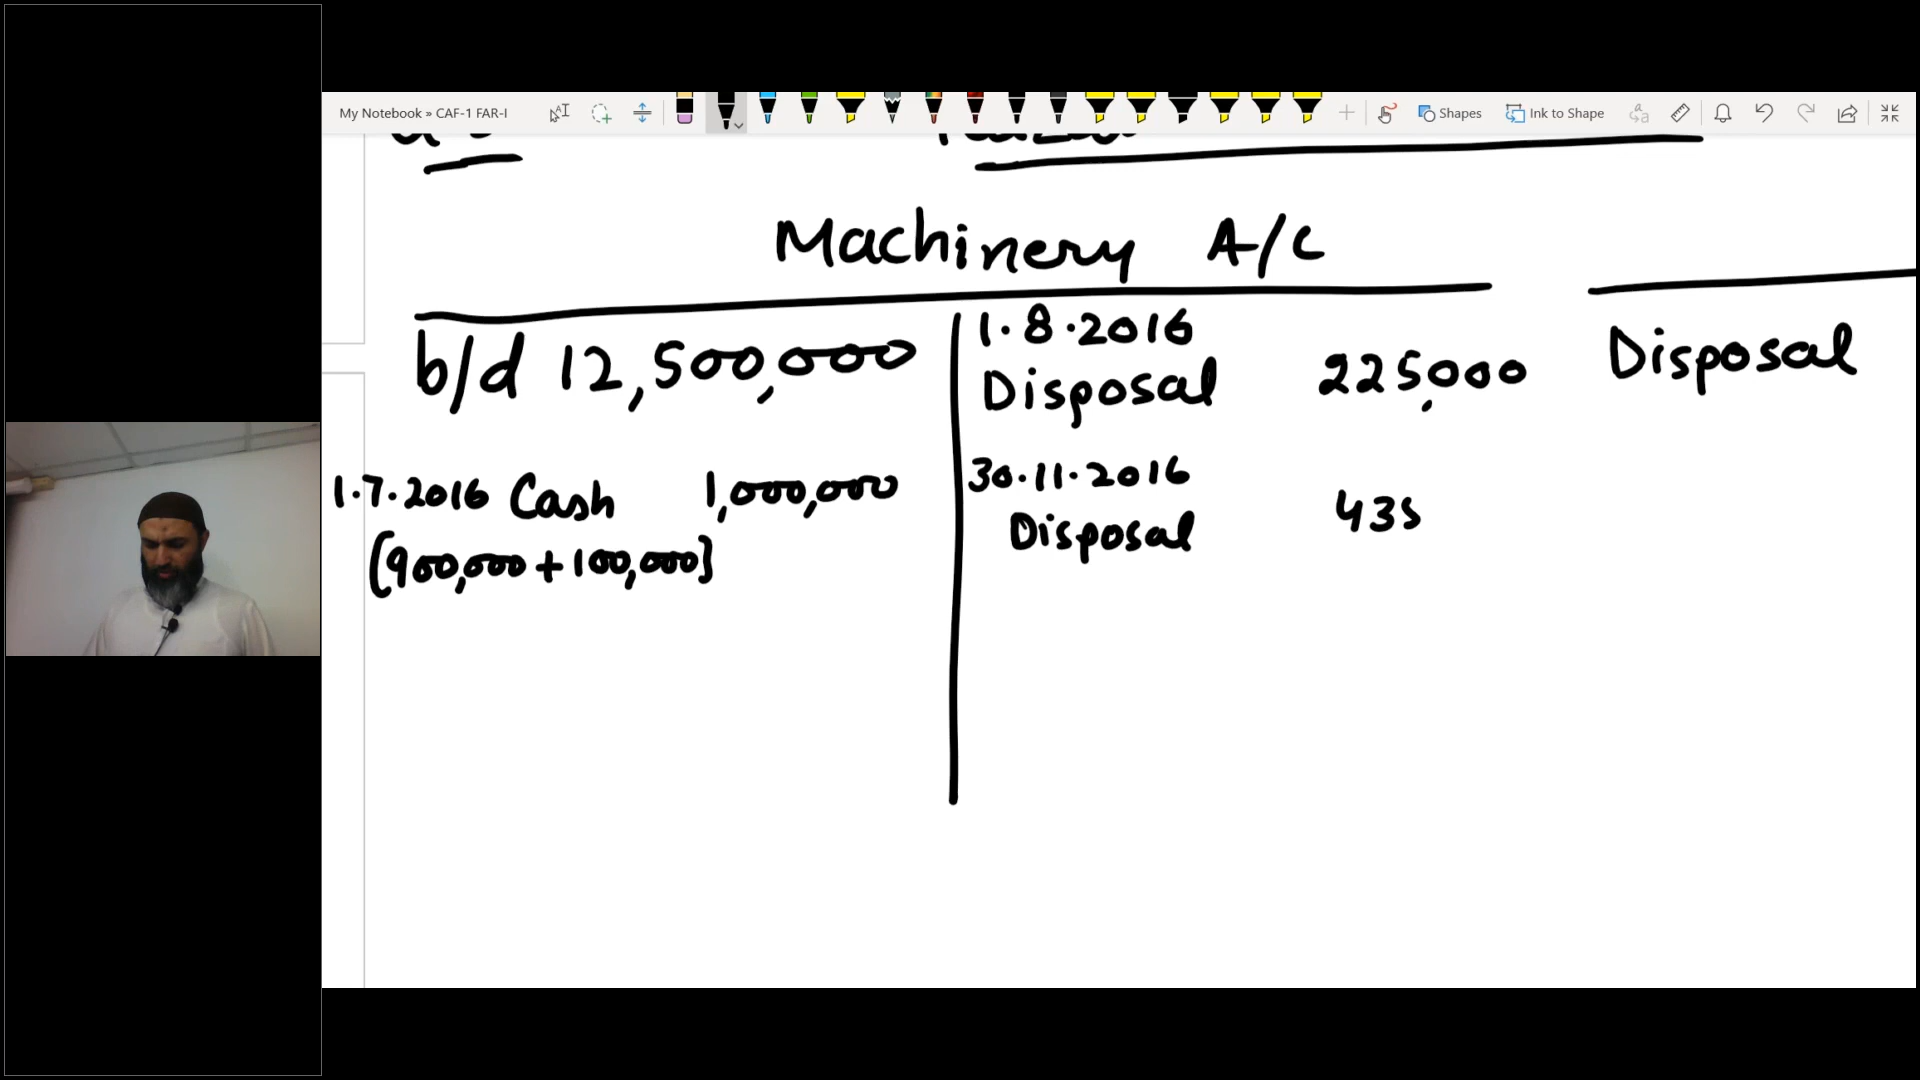 My Notebook » CAF-1 FAR-I
Shapes
Ink to Shape
Machinery A/C
b/d 12,500,000
1.8.2016
Disposal 225,000
Disposal
1.7.2016 Cash 1,000,000
[900,000 + 100,000]
30.11.2016
Disposal 435